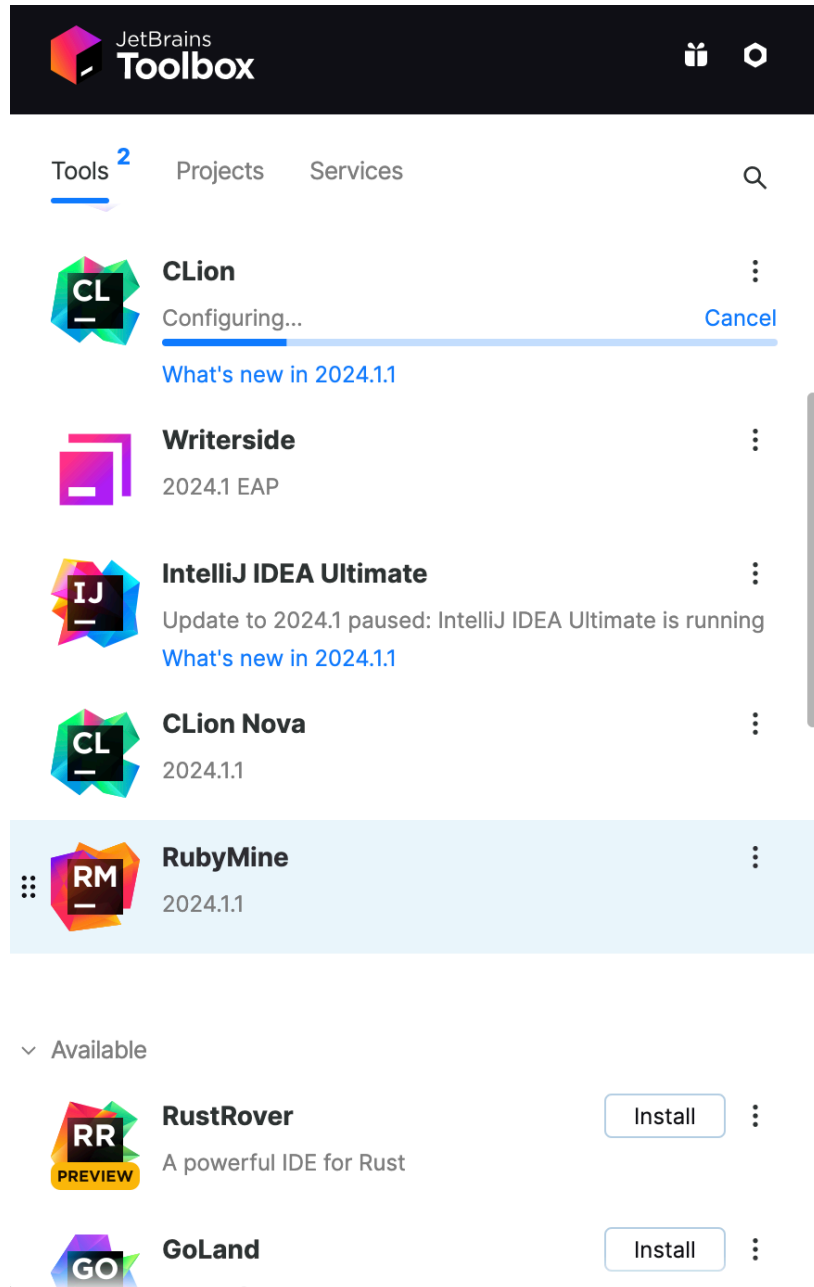 JetBrains
Toolbox
Tools 2 Projects Services
CL
CLion
Configuring...
Cancel
What's new in 2024.1.1
Writerside
2024.1 EAP
IJ
IntelliJ IDEA Ultimate
Update to 2024.1 paused: IntelliJ IDEA Ultimate is running
What's new in 2024.1.1
CL
CLion Nova
2024.1.1
RM
RubyMine
2024.1.1
Available
RR
PREVIEW
RustRover
Install
A powerful IDE for Rust
GO
GoLand
Install